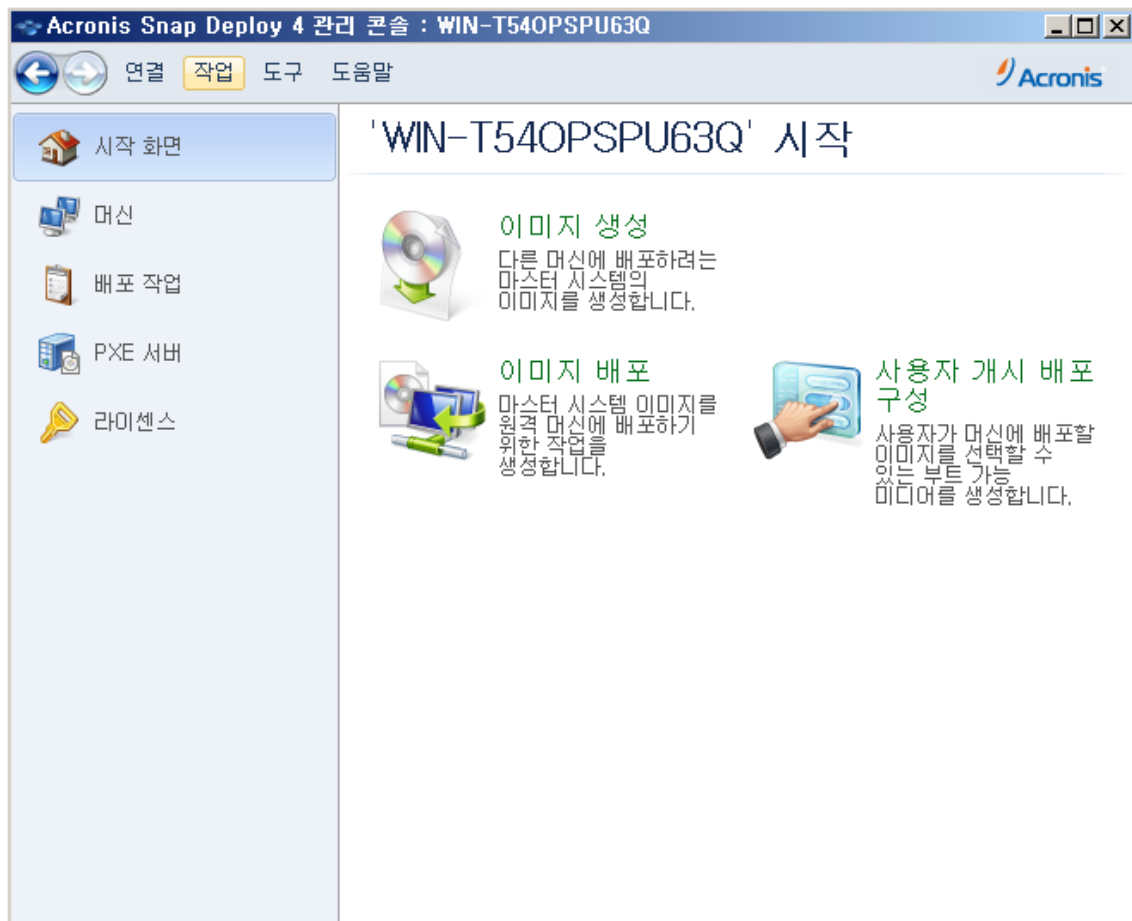 Acronis Snap Deploy 4 관리 콘솔 : WIN-T54OPSPU63Q
연결 작업 도구 도움말
Acronis
시작 화면
머신
배포 작업
PXE 서버
라이센스
'WIN-T54OPSPU63Q' 시작
이미지 생성
다른 머신에 배포하려는
마스터 시스템의
이미지를 생성합니다.
이미지 배포
마스터 시스템 이미지를
원격 머신에 배포하기
위한 작업을
생성합니다.
사용자 개시 배포
구성
사용자가 머신에 배포할
이미지를 선택할 수
있는 부트 가능
미디어를 생성합니다.